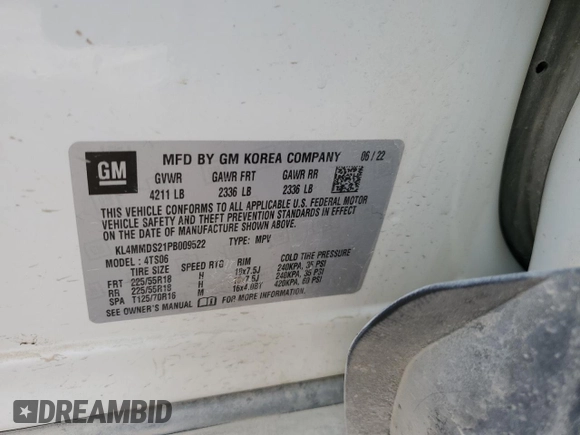 GM
MFD BY GM KOREA COMPANY 06/22
GVWR GAWR FRT GAWR RR
4211 LB 2336 LB 2336 LB
THIS VEHICLE CONFORMS TO ALL APPLICABLE U.S. FEDERAL MOTOR
VEHICLE SAFETY AND THEFT PREVENTION STANDARDS IN EFFECT
ON THE DATE OF MANUFACTURE SHOWN ABOVE.
KL4MMDS21PB009522 TYPE: MPV
MODEL: 4TS06
TIRE SIZE SPEED RTG RIM
FRT 225/55R18 H 18x7.5J 240KPA, 35 PSI
RR 225/55R18 H 7.5J 240KPA, 35 PSI
SPA T125/70R16 M 16x4.0BY 420KPA, 60 PSI
SEE OWNER'S MANUAL FOR MORE INFORMATION.
DREAMBID